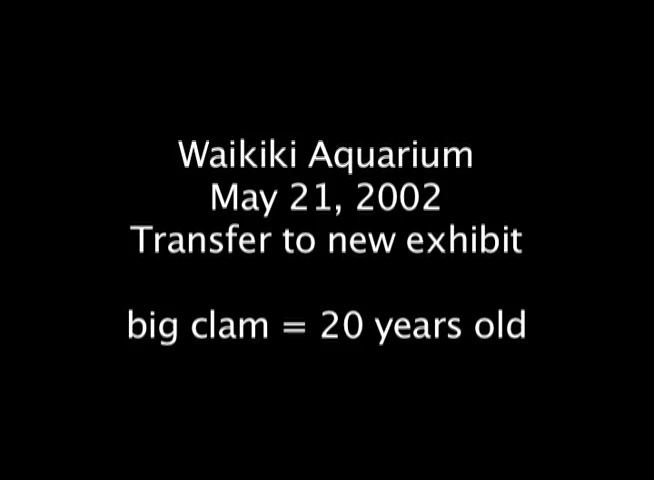 Waikiki Aquarium
May 21, 2002
Transfer to new exhibit
big clam = 20 years old